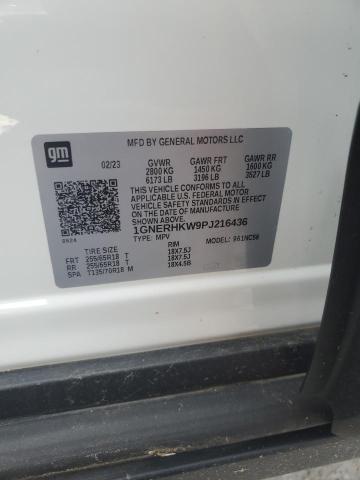 gm
MFD BY GENERAL MOTORS LLC
02/23 GVWR GAWR FRT GAWR RR
2800 KG 1450 KG 1600 KG
6173 LB 3196 LB 3527 LB
THIS VEHICLE CONFORMS TO ALL
APPLICABLE U.S. FEDERAL MOTOR
VEHICLE SAFETY STANDARDS IN EFFECT
ON THE DATE OF MANUFACTURE SHOWN ABOVE.
1GNERHKW9PJ216436
TYPE: MPV MODEL: 961NC56
TIRE SIZE RIM
FRT 255/65R18 T 18X7.5J
RR 255/65R18 T 18X7.5J
SPA T135/70R18 M 18X4.5B